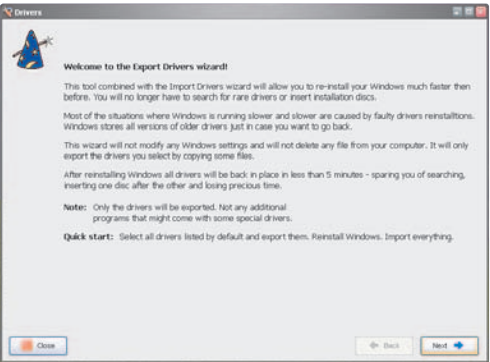 Drivers
Welcome to the Export Drivers wizard!
This tool combined with the Import Drivers wizard will allow you to re-install your Windows much faster then
before. You will no longer have to search for rare drivers or insert installation discs.
Most of the situations where Windows is running slower and slower are caused by faulty drivers reinstalltions.
Windows stores all versions of older drivers just in case you want to go back.
This wizard will not modify any Windows settings and will not delete any file from your computer. It will only
export the drivers you select by copying some files.
After reinstalling Windows all drivers will be back in place in less than 5 minutes - sparing you of searching,
inserting one disc after the other and losing precious time.
Note: Only the drivers will be exported. Not any additional
programs that might come with some special drivers.
Quick start: Select all drivers listed by default and export them. Reinstall Windows. Import everything.
Close
Back
Next